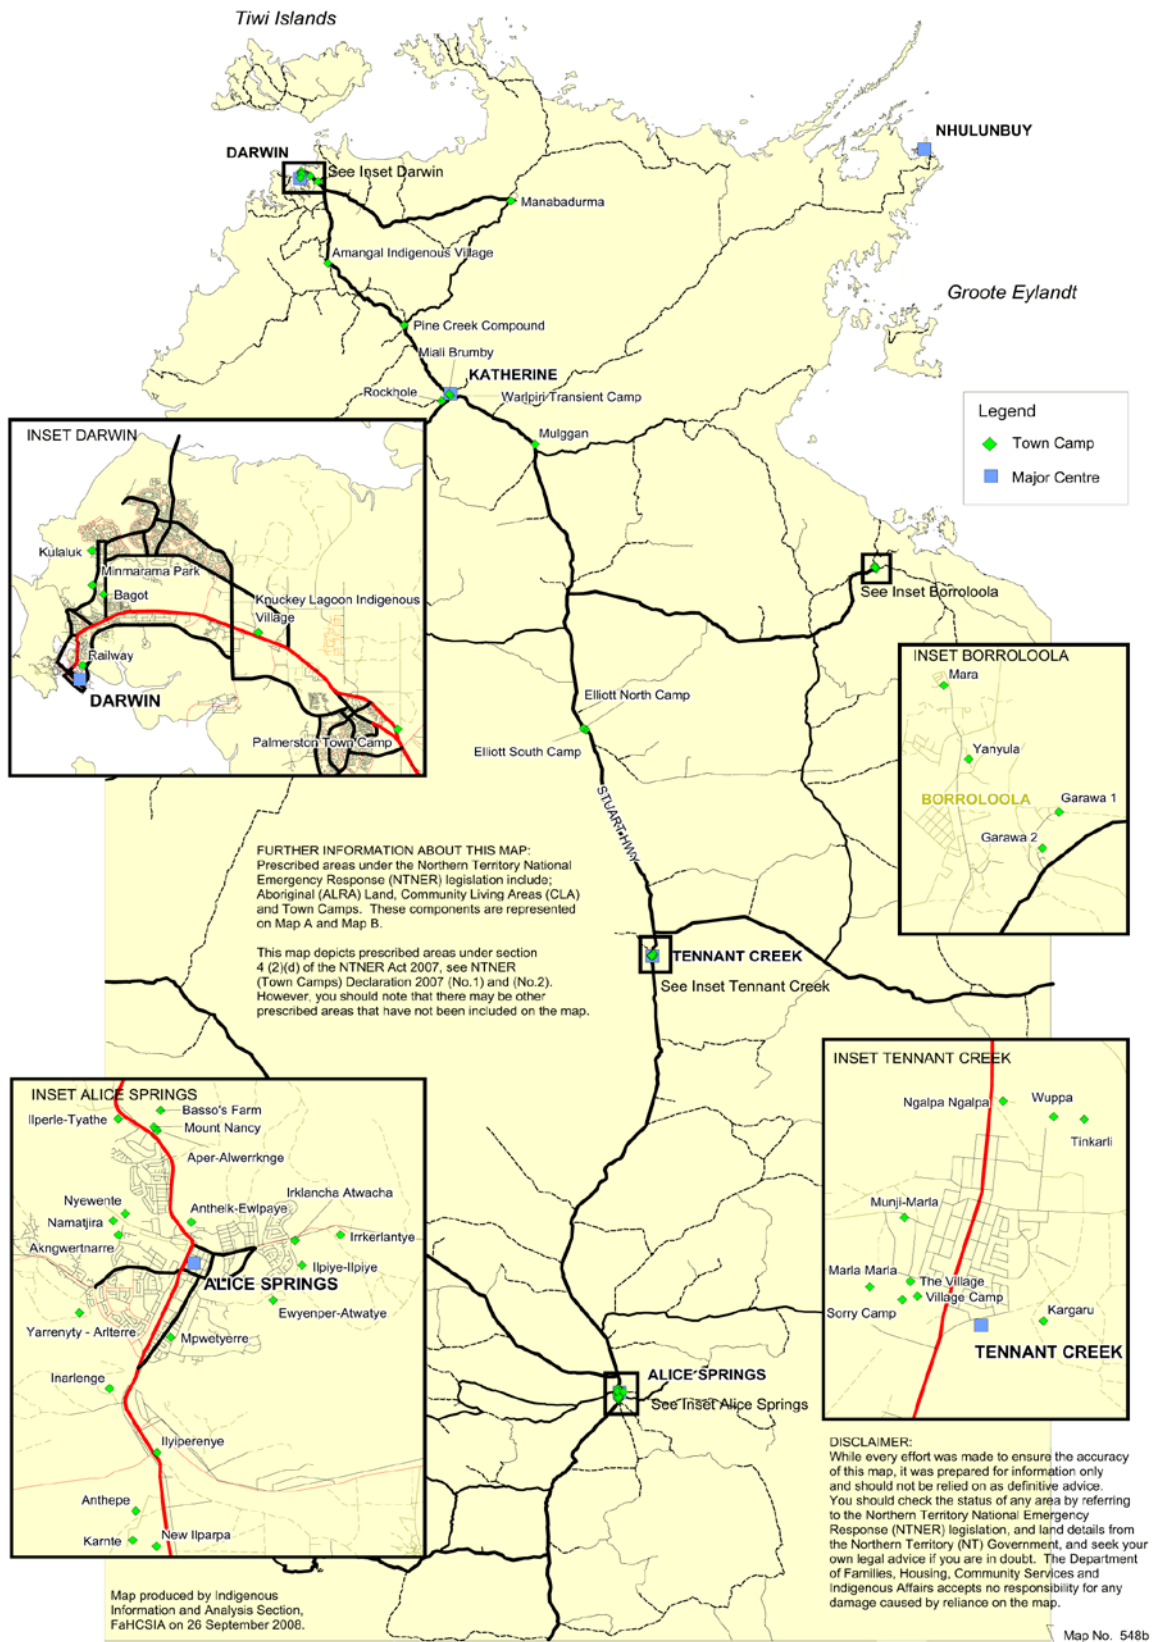 Tiwi Islands
NHULUNBUY
DARWIN
See Inset Darwin
Manabadurma
Amangal Indigenous Village
Groote Eylandt
Pine Creek Compound
Miali Brumby
KATHERINE
Rockhole
Warlpiri Transient Camp
Legend
Town Camp
Major Centre
Mulggan
INSET DARWIN
Kulaluk
Minmarama Park
Bagot
Knuckey Lagoon Indigenous
Village
Railway
DARWIN
Palmerston Town Camp
See Inset Borroloola
INSET BORROLOOLA
Mara
Yanyula
BORROLOOLA
Garawa 1
Garawa 2
Elliott North Camp
Elliott South Camp
STUART HWY
FURTHER INFORMATION ABOUT THIS MAP:
Prescribed areas under the Northern Territory National
Emergency Response (NTNER) legislation include;
Aboriginal (ALRA) Land, Community Living Areas (CLA)
and Town Camps.  These components are represented
on Map A and Map B.
This map depicts prescribed areas under section
4 (2)(d) of the NTNER Act 2007, see NTNER
(Town Camps) Declaration 2007 (No.1) and (No.2).
However, you should note that there may be other
prescribed areas that have not been included on the map.
TENNANT CREEK
See Inset Tennant Creek
INSET TENNANT CREEK
Ngalpa Ngalpa
Wuppa
Tinkarli
Munji-Marla
Marla Marla
The Village
Village Camp
Sorry Camp
Kargaru
TENNANT CREEK
INSET ALICE SPRINGS
Basso's Farm
Ilperle-Tyathe
Mount Nancy
Aper-Alwerrknge
Irklancha Atwacha
Nyewente
Anthelk-Ewlpaye
Namatjira
Irrkerlantye
Akngwertnarre
Ilpiye-Ilpiye
ALICE SPRINGS
Ewyenper-Atwatye
Yarrenyty - Arlterre
Mpwetyerre
Inarlenge
Ilyiperenye
Anthepe
Karnte
New Ilparpa
ALICE SPRINGS
See Inset Alice Springs
DISCLAIMER:
While every effort was made to ensure the accuracy
of this map, it was prepared for information only
and should not be relied on as definitive advice.
You should check the status of any area by referring
to the Northern Territory National Emergency
Response (NTNER) legislation, and land details from
the Northern Territory (NT) Government, and seek your
own legal advice if you are in doubt.  The Department
of Families, Housing, Community Services and
Indigenous Affairs accepts no responsibility for any
damage caused by reliance on the map.
Map produced by Indigenous
Information and Analysis Section,
FaHCSIA on 26 September 2008.
Map No. 548b